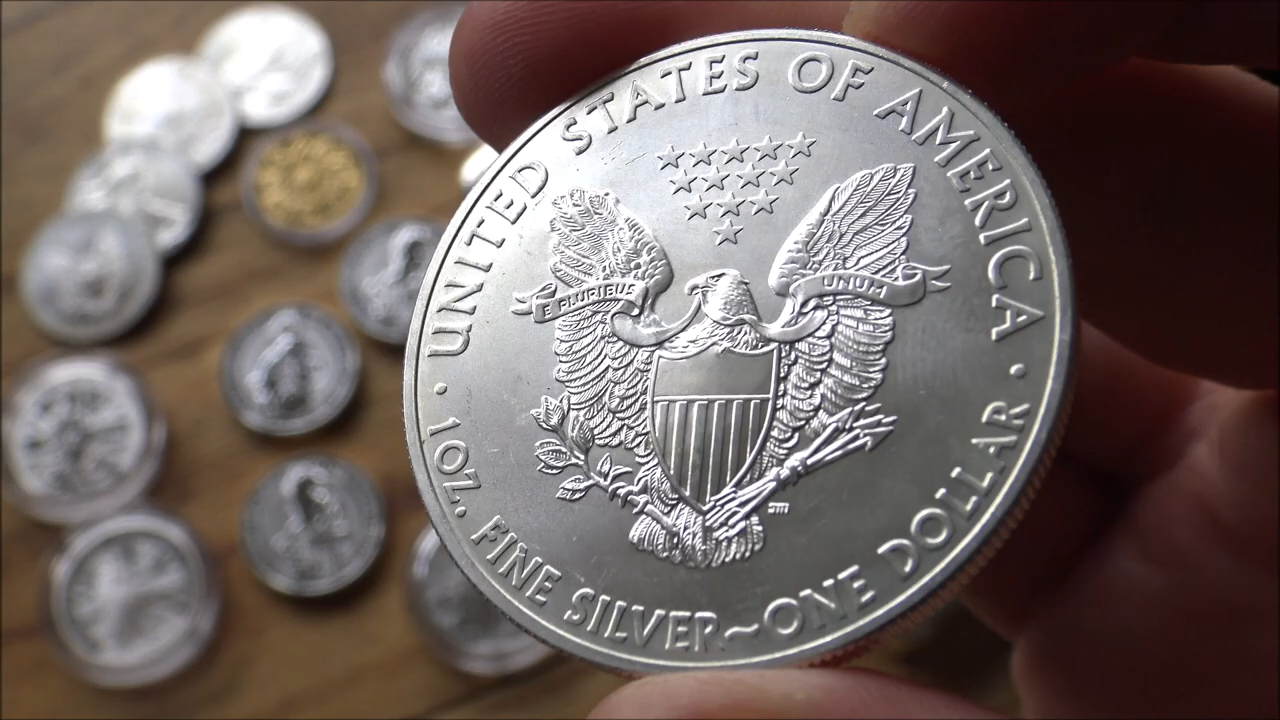 UNITED STATES OF AMERICA
E PLURIBUS UNUM
· 1 OZ. FINE SILVER~ONE DOLLAR ·